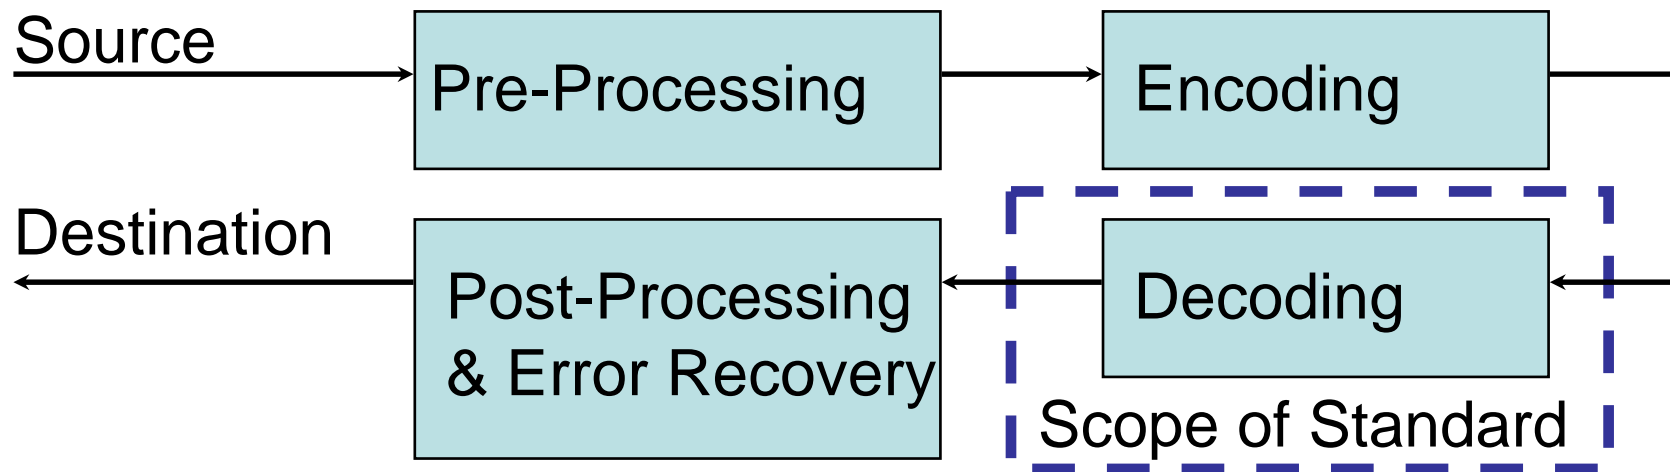 Source
Pre-Processing
Encoding
Destination
Post-Processing
& Error Recovery
Decoding
Scope of Standard